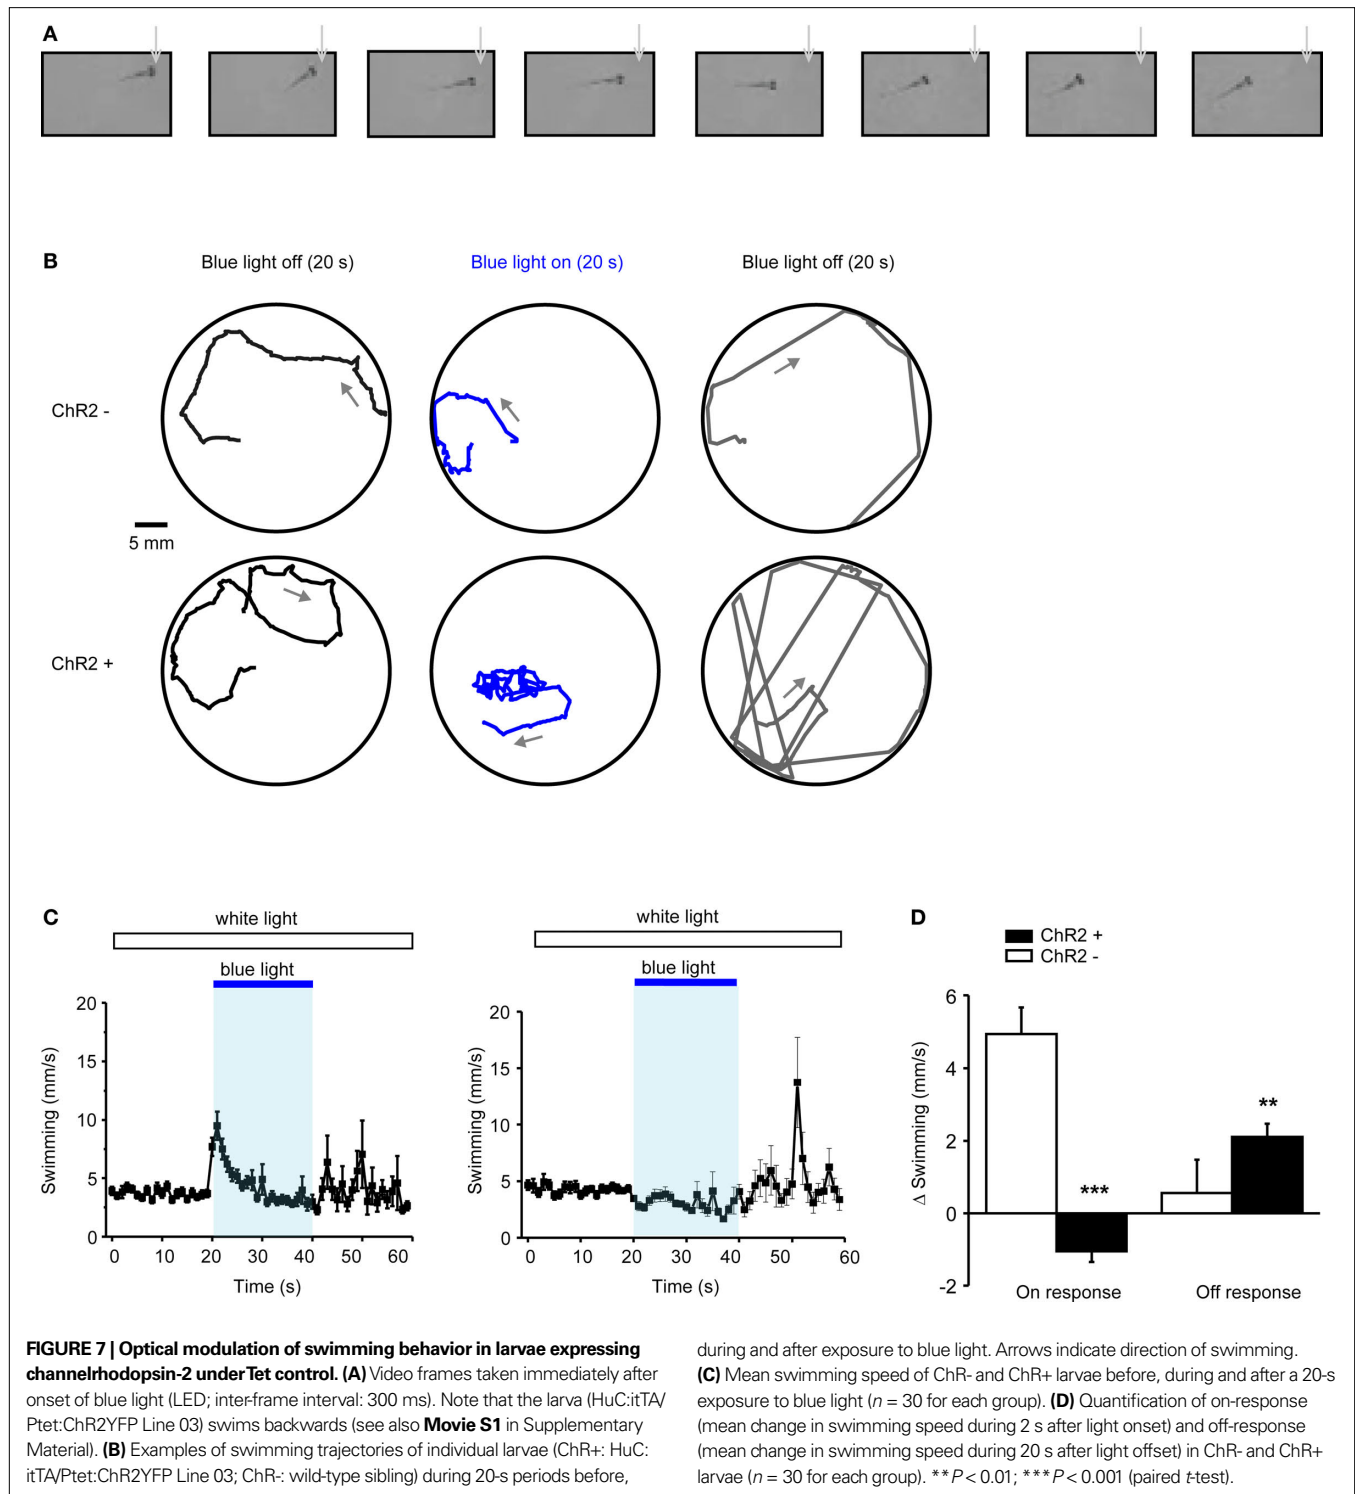 A
B
Blue light off (20 s) Blue light on (20 s) Blue light off (20 s)
ChR2 -
5 mm
ChR2 +
C
white light
blue light
20
15
10
5
0
Swimming (mm/s)
0 10 20 30 40 50 60
Time (s)
white light
blue light
20
15
10
5
0
Swimming (mm/s)
0 10 20 30 40 50 60
Time (s)
D
ChR2 +
ChR2 -
6
4
2
0
-2
Δ Swimming (mm/s)
***
**
On response Off response
FIGURE 7 | Optical modulation of swimming behavior in larvae expressing
channelrhodopsin-2 under Tet control. (A) Video frames taken immediately after
onset of blue light (LED; inter-frame interval: 300 ms). Note that the larva (HuC:itTA/
Ptet:ChR2YFP Line 03) swims backwards (see also Movie S1 in Supplementary
Material). (B) Examples of swimming trajectories of individual larvae (ChR+: HuC:
itTA/Ptet:ChR2YFP Line 03; ChR-: wild-type sibling) during 20-s periods before,
during and after exposure to blue light. Arrows indicate direction of swimming.
(C) Mean swimming speed of ChR- and ChR+ larvae before, during and after a 20-s
exposure to blue light (n = 30 for each group). (D) Quantification of on-response
(mean change in swimming speed during 2 s after light onset) and off-response
(mean change in swimming speed during 20 s after light offset) in ChR- and ChR+
larvae (n = 30 for each group). **P < 0.01; ***P < 0.001 (paired t-test).